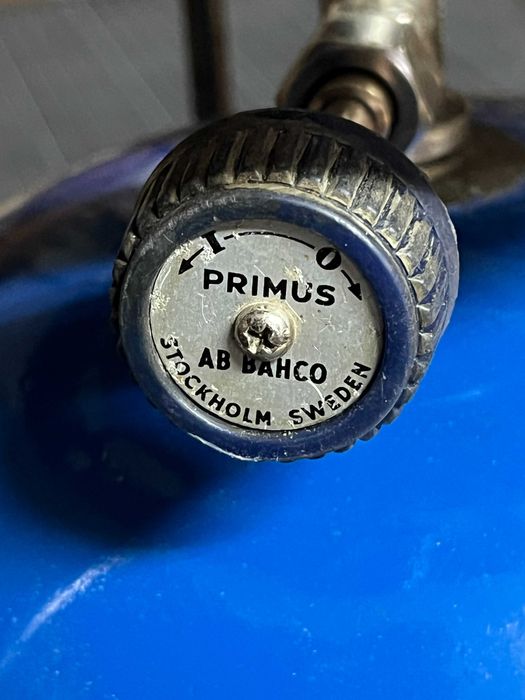 I O
PRIMUS
AB BAHCO
STOCKHOLM SWEDEN